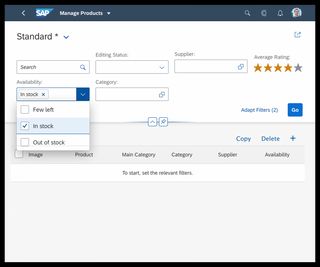 SAP Manage Products
Standard *
Editing Status:
Supplier:
Average Rating:
Search
Availability:
Category:
In stock
Few left
In stock
Out of stock
Adapt Filters (2)
Go
Copy Delete
Image Product Main Category Category Supplier Availability
To start, set the relevant filters.